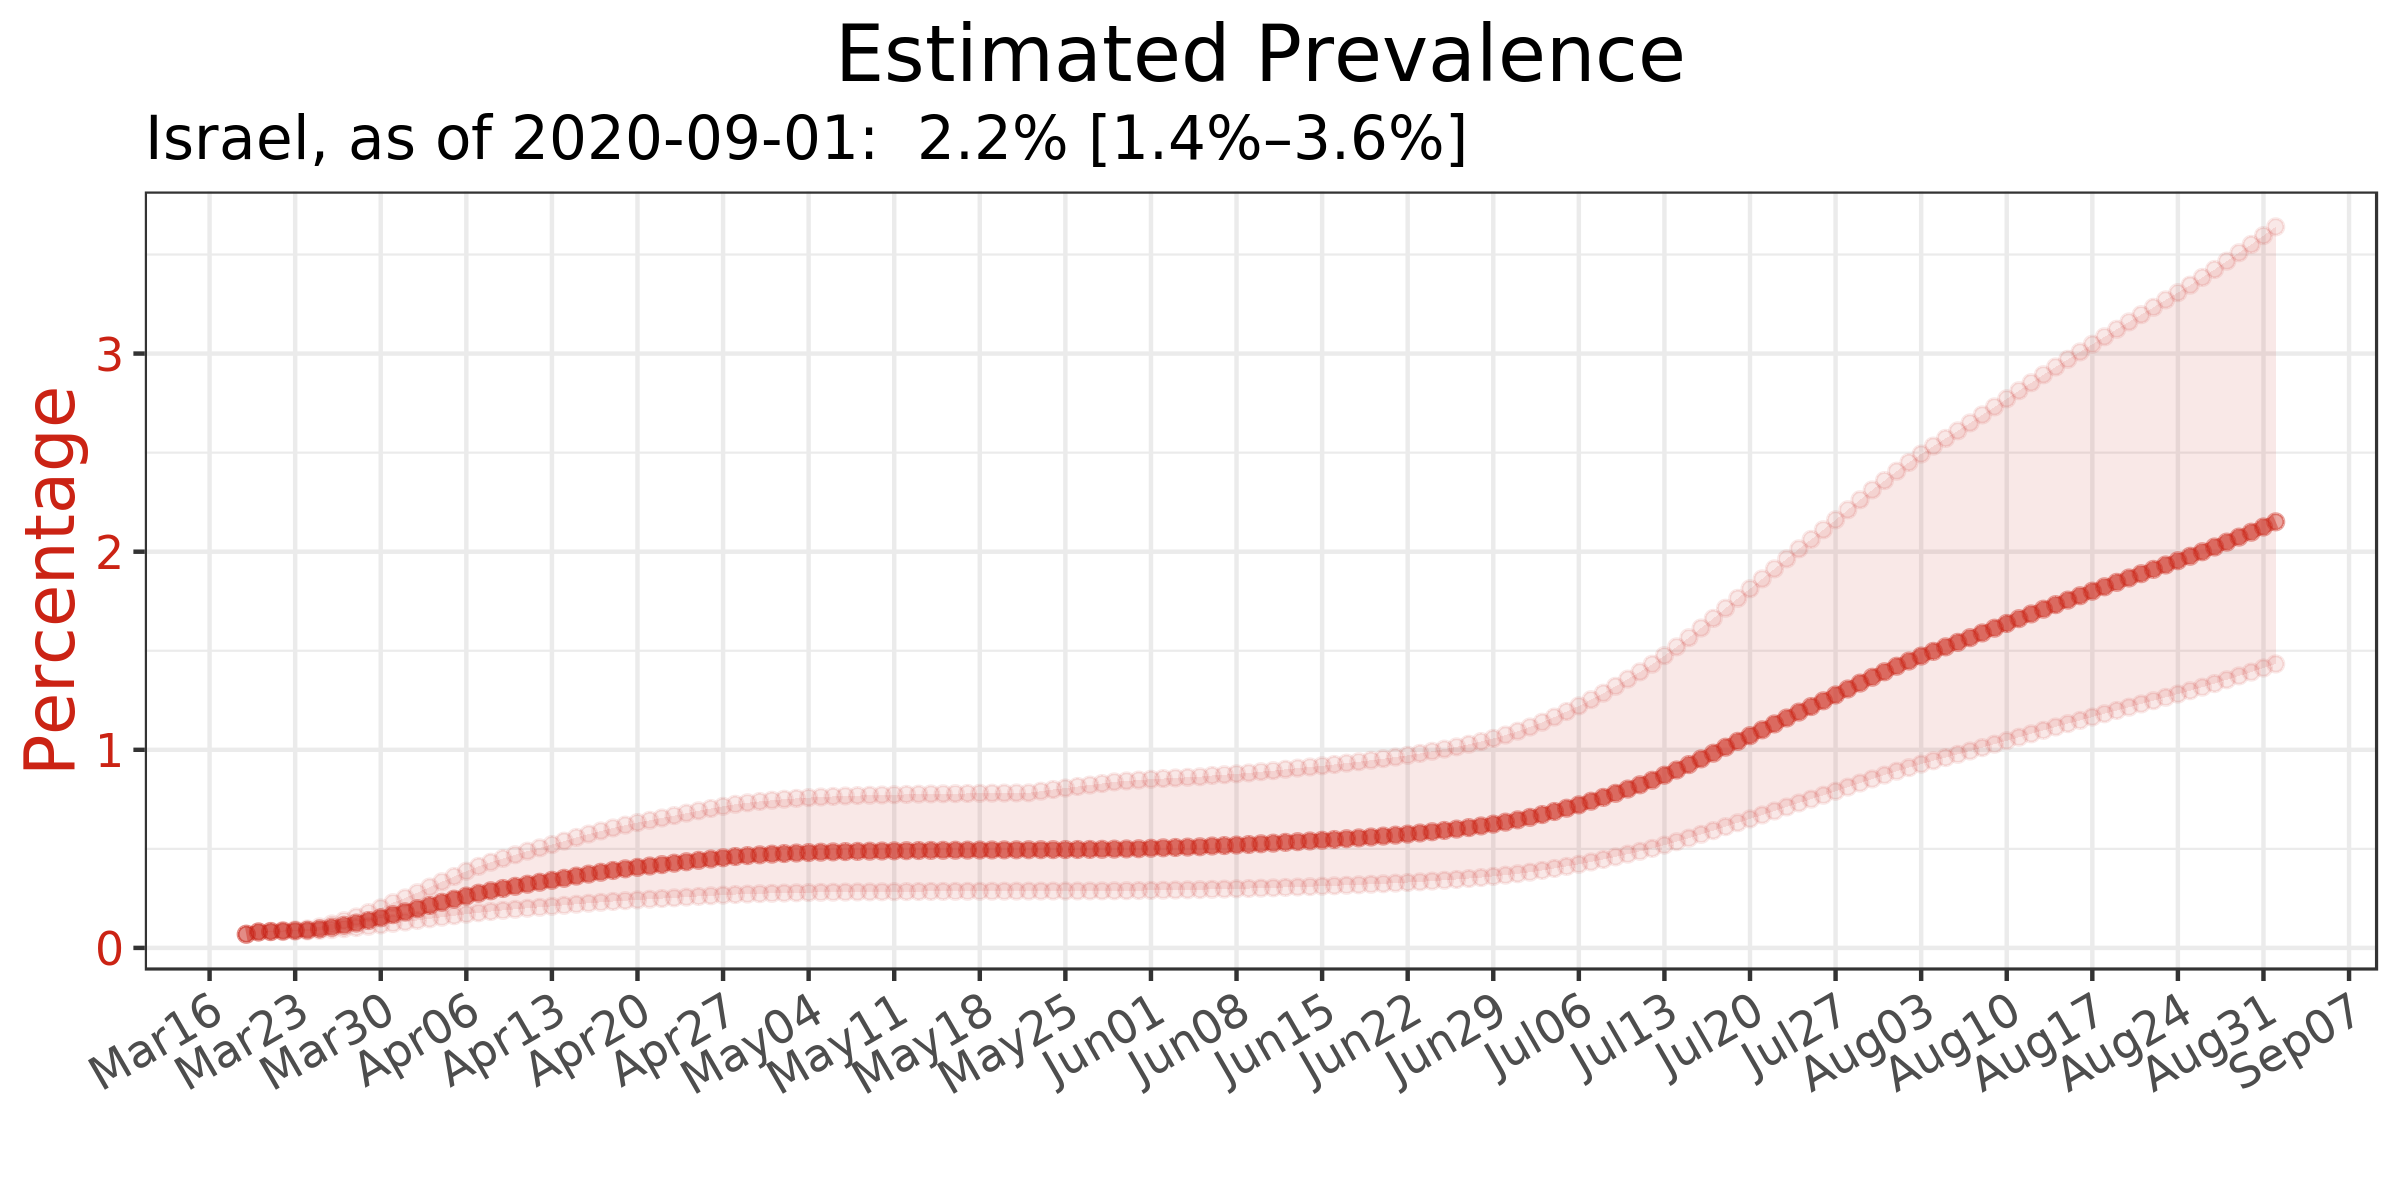 Estimated Prevalence
Israel, as of 2020-09-01:  2.2% [1.4%–3.6%]
Percentage
3
2
1
0
Mar16
Mar23
Mar30
Apr06
Apr13
Apr20
Apr27
May04
May11
May18
May25
Jun01
Jun08
Jun15
Jun22
Jun29
Jul06
Jul13
Jul20
Jul27
Aug03
Aug10
Aug17
Aug24
Aug31
Sep07